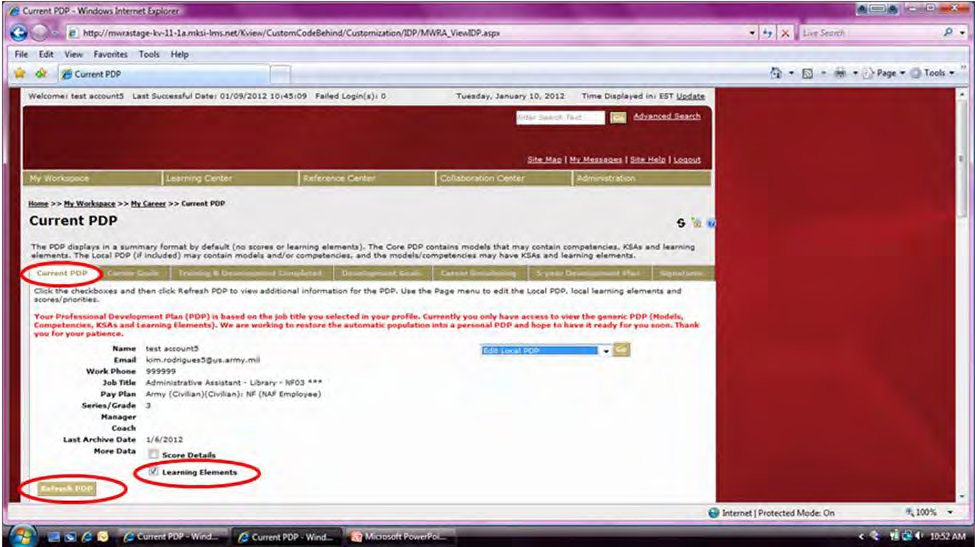 Current PDP - Windows Internet Explorer
http://mwrastage-kv-11-1a.mksi-lms.net/Kview/CustomCodeBehind/Customization/IDP/MWRA_ViewIDP.aspx
Live Search
File Edit View Favorites Tools Help
Current PDP
Page Tools
Welcome: test account5 Last Successful Date: 01/09/2012 10:45:09 Failed Login(s): 0 Tuesday, January 10, 2012 Time Displayed in: EST Update
Enter Search Text Go Advanced Search
Site Map | My Messages | Site Help | Logout
My Workspace Learning Center Reference Center Collaboration Center Administration
Home >> My Workspace >> My Career >> Current PDP
Current PDP
The PDP displays in a summary format by default (no scores or learning elements). The Core PDP contains models that may contain competencies, KSAs and learning
elements. The Local PDP (if included) may contain models and/or competencies, and the models/competencies may have KSAs and learning elements.
Current PDP Career Goals Training & Development Completed Development Goals Career Broadening 5-year Development Plan Signatures
Click the checkboxes and then click Refresh PDP to view additional information for the PDP. Use the Page menu to edit the Local PDP, local learning elements and
scores/priorities.
Your Professional Development Plan (PDP) is based on the job title you selected in your profile. Currently you only have access to view the generic PDP (Models,
Competencies, KSAs and Learning Elements). We are working to restore the automatic population into a personal PDP and hope to have it ready for you soon. Thank
you for your patience.
Name test account5
Edit Local PDP Go
Email kim.rodrigues5@us.army.mil
Work Phone 999999
Job Title Administrative Assistant - Library - NF03 ***
Pay Plan Army (Civilian)(Civilian): NF (NAF Employee)
Series/Grade 3
Manager
Coach
Last Archive Date 1/6/2012
More Data Score Details
Learning Elements
Refresh PDP
Internet | Protected Mode: On 100%
Current PDP - Wind... Current PDP - Wind... Microsoft PowerPoi... 10:52 AM